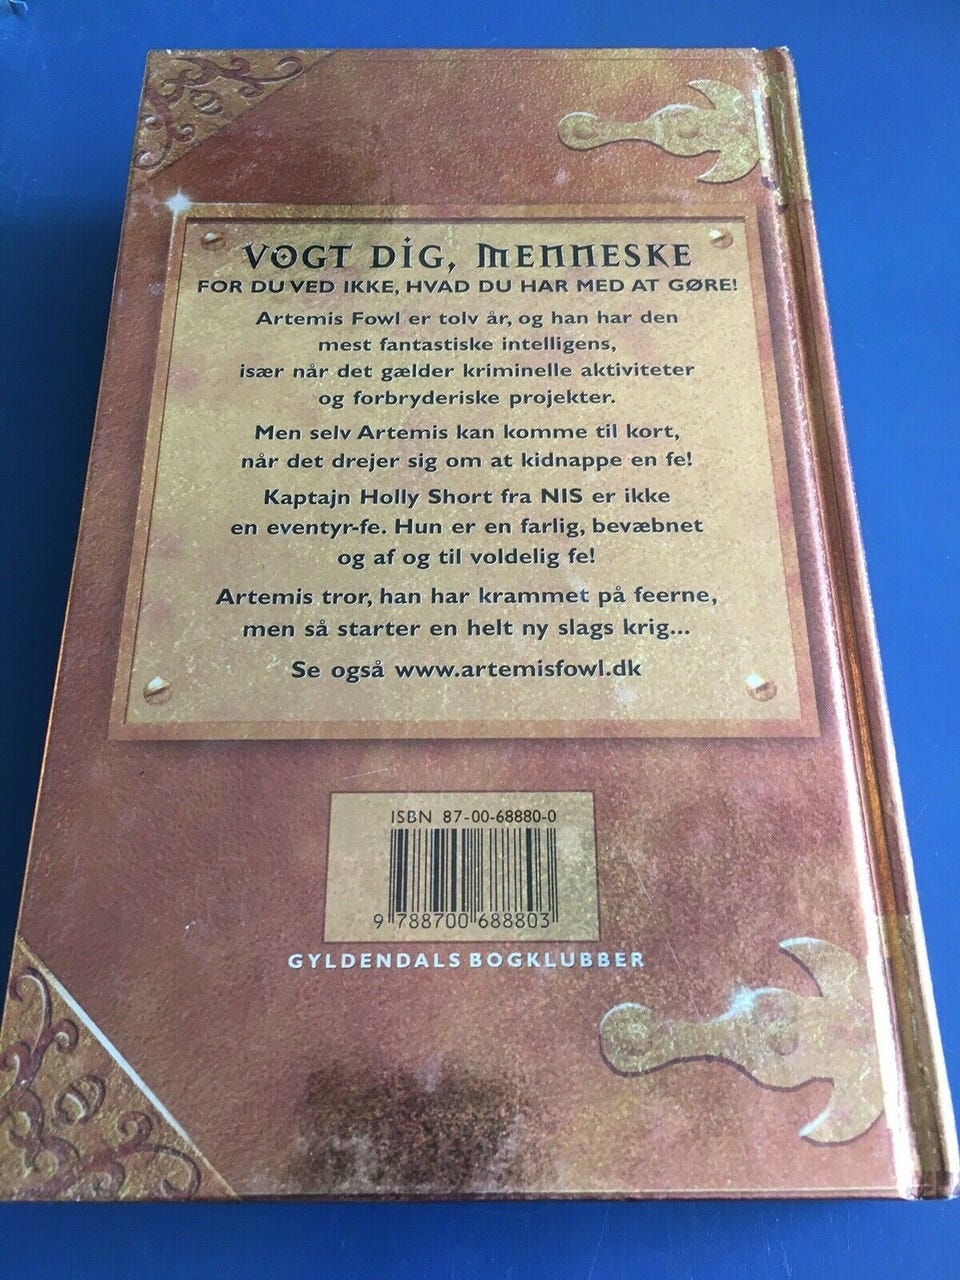 VOGT DIG, MENNESKE
FOR DU VED IKKE, HVAD DU HAR MED AT GØRE!
Artemis Fowl er tolv år, og han har den
mest fantastiske intelligens,
især når det gælder kriminelle aktiviteter
og forbryderiske projekter.
Men selv Artemis kan komme til kort,
når det drejer sig om at kidnappe en fe!
Kaptajn Holly Short fra NIS er ikke
en eventyr-fe. Hun er en farlig, bevæbnet
og af og til voldelig fe!
Artemis tror, han har krammet på feerne,
men så starter en helt ny slags krig...
Se også www.artemisfowl.dk
ISBN 87-00-68880-0
9 788700 688803
GYLDENDALS BOGKLUBBER